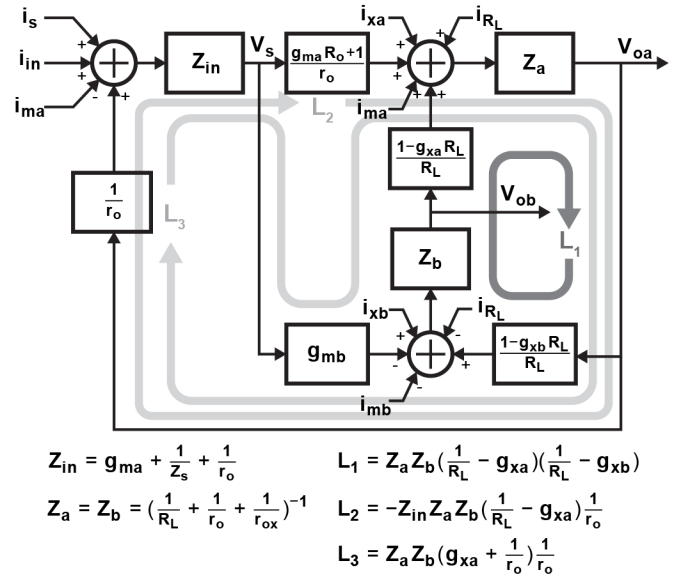 i_s
i_in
i_ma
+
+
-
+
Z_in
V_s
(g_ma R_o+1)/r_o
i_xa
i_RL
i_ma
+
+
+
+
+
Z_a
V_oa
L_2
(1-g_xa R_L)/R_L
1/r_o
L_3
V_ob
L_1
Z_b
i_xb
i_RL
+
-
-
+
-
g_mb
(1-g_xb R_L)/R_L
i_mb
Z_in = g_ma + 1/Z_s + 1/r_o
Z_a = Z_b = (1/R_L + 1/r_o + 1/r_ox)^-1
L_1 = Z_a Z_b(1/R_L - g_xa)(1/R_L - g_xb)
L_2 = -Z_in Z_a Z_b(1/R_L - g_xa)1/r_o
L_3 = Z_a Z_b(g_xa + 1/r_o)1/r_o